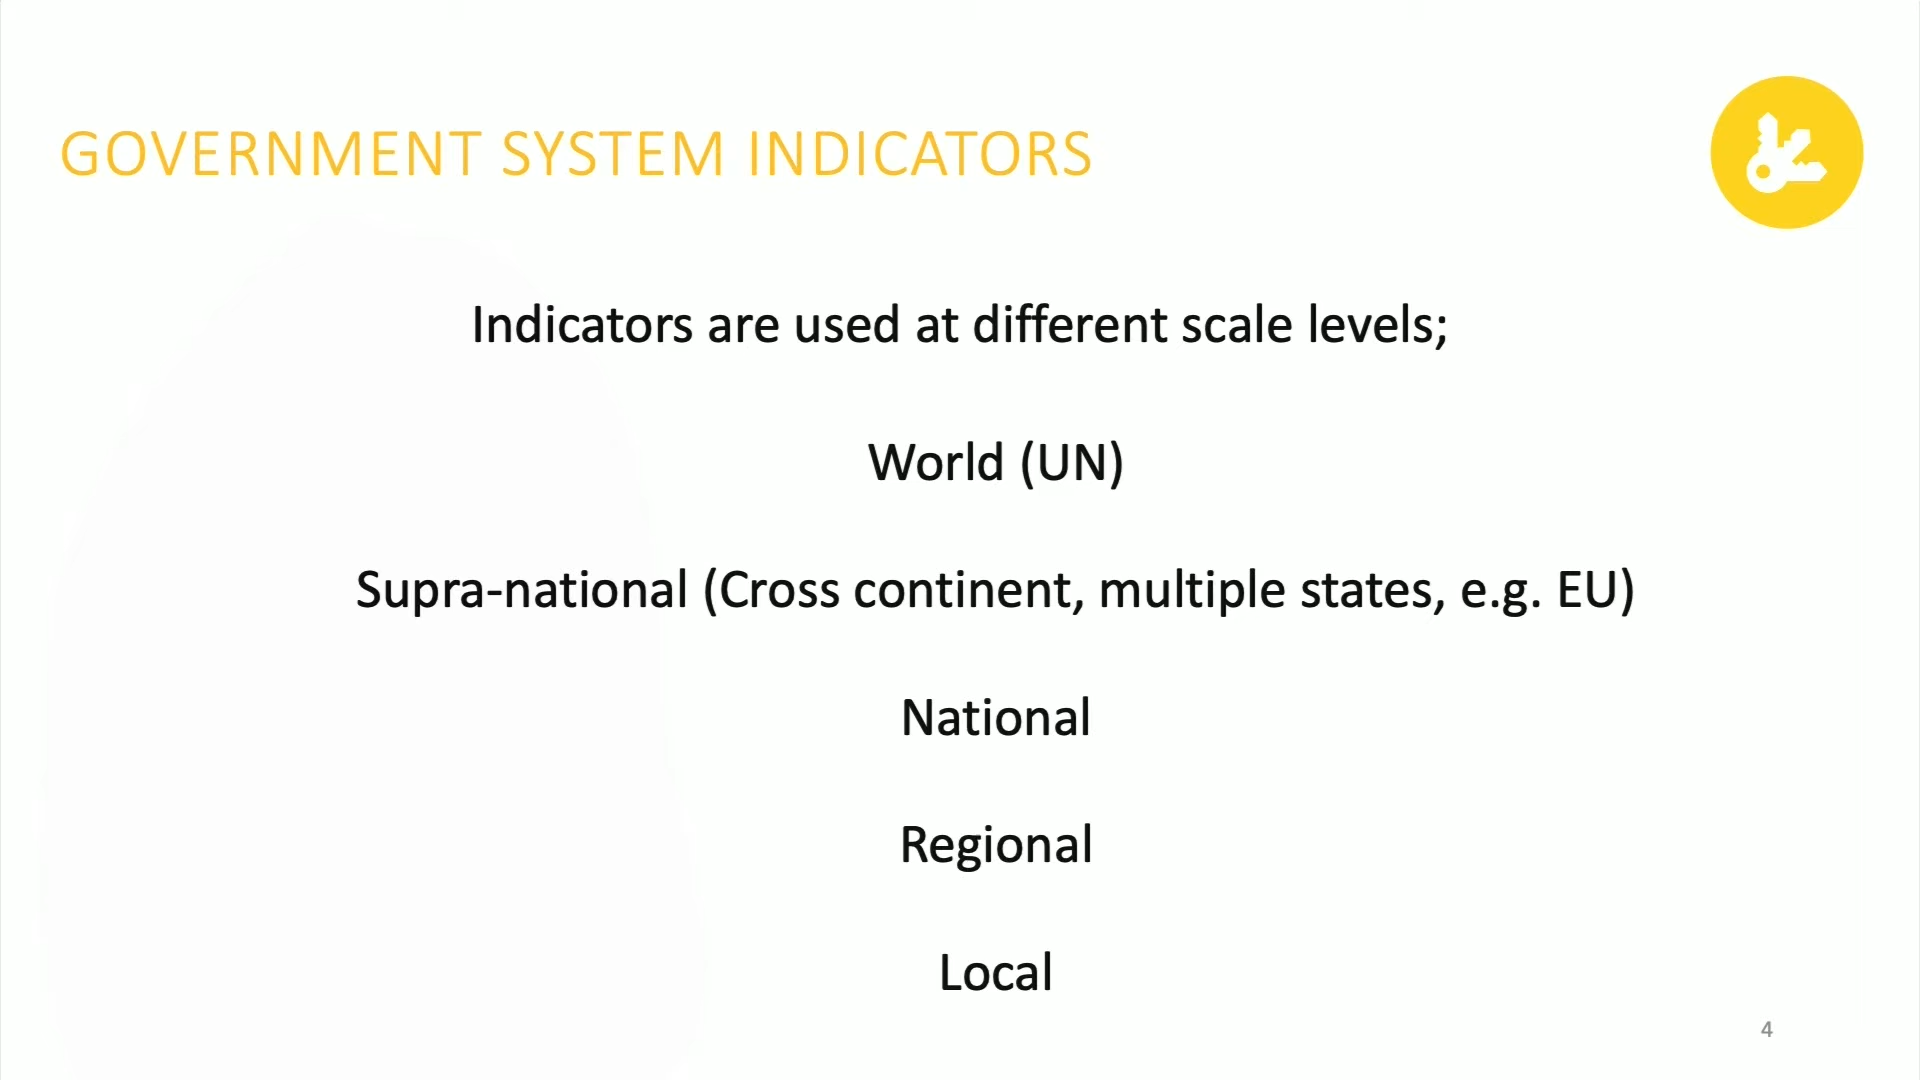 GOVERNMENT SYSTEM INDICATORS
Indicators are used at different scale levels;
World (UN)
Supra-national (Cross continent, multiple states, e.g. EU)
National
Regional
Local
4